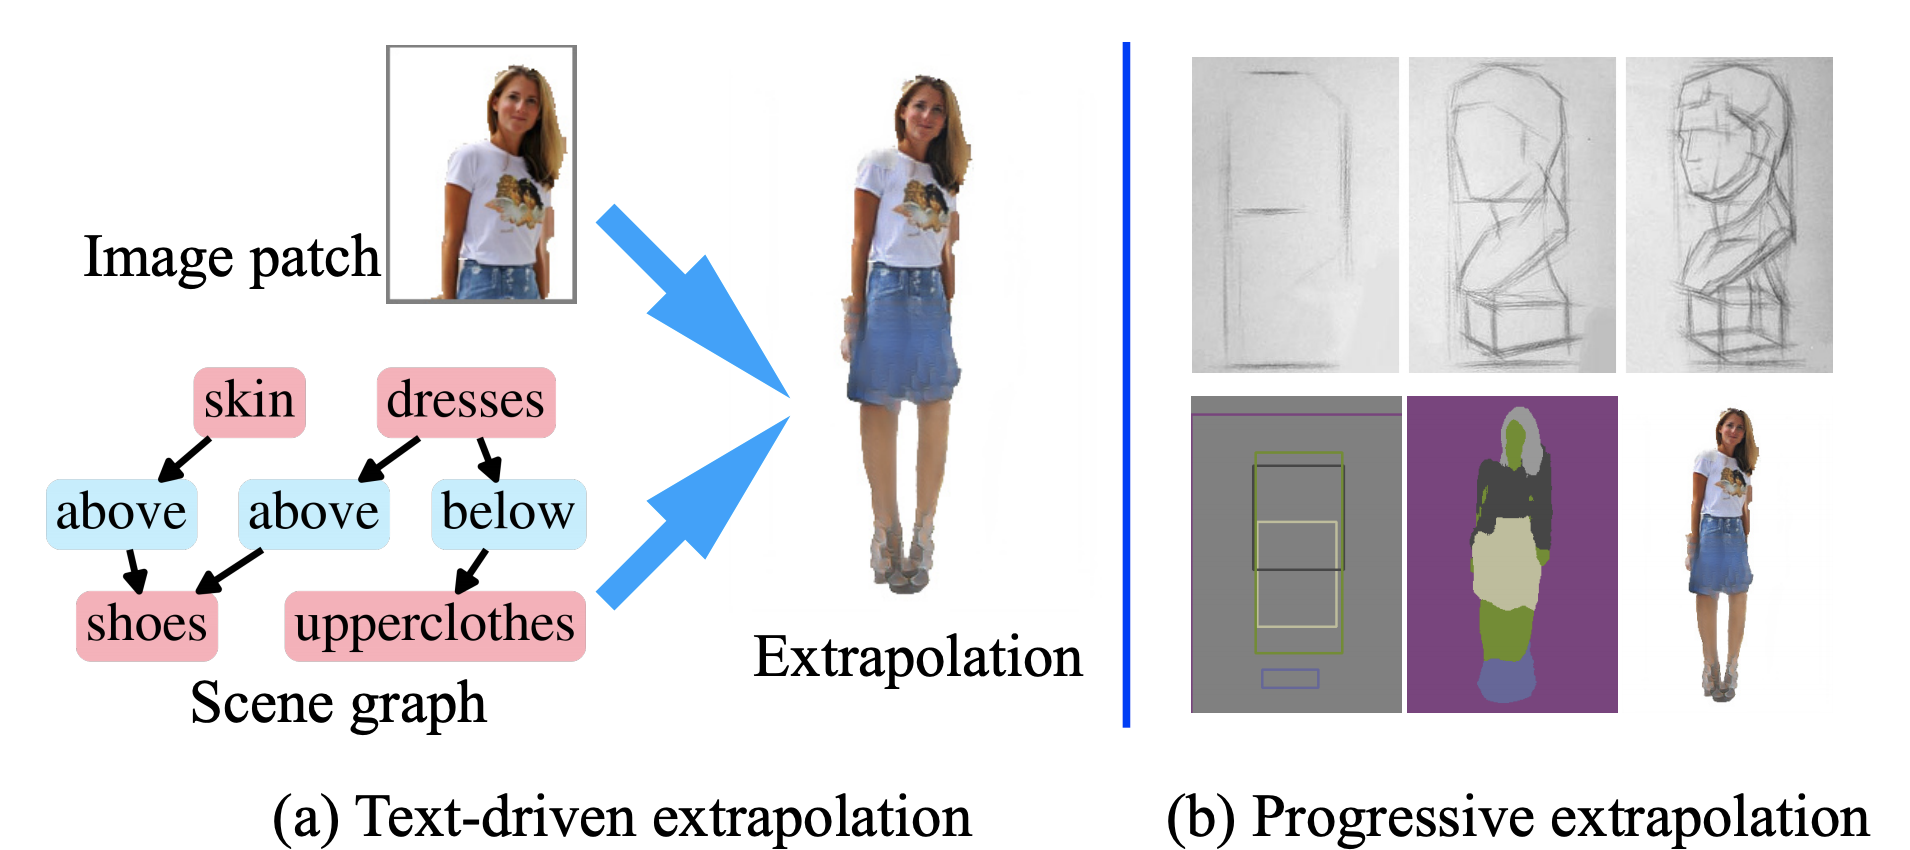 Image patch
skin
dresses
above
above
below
shoes
upperclothes
Scene graph
Extrapolation
(a) Text-driven extrapolation
(b) Progressive extrapolation